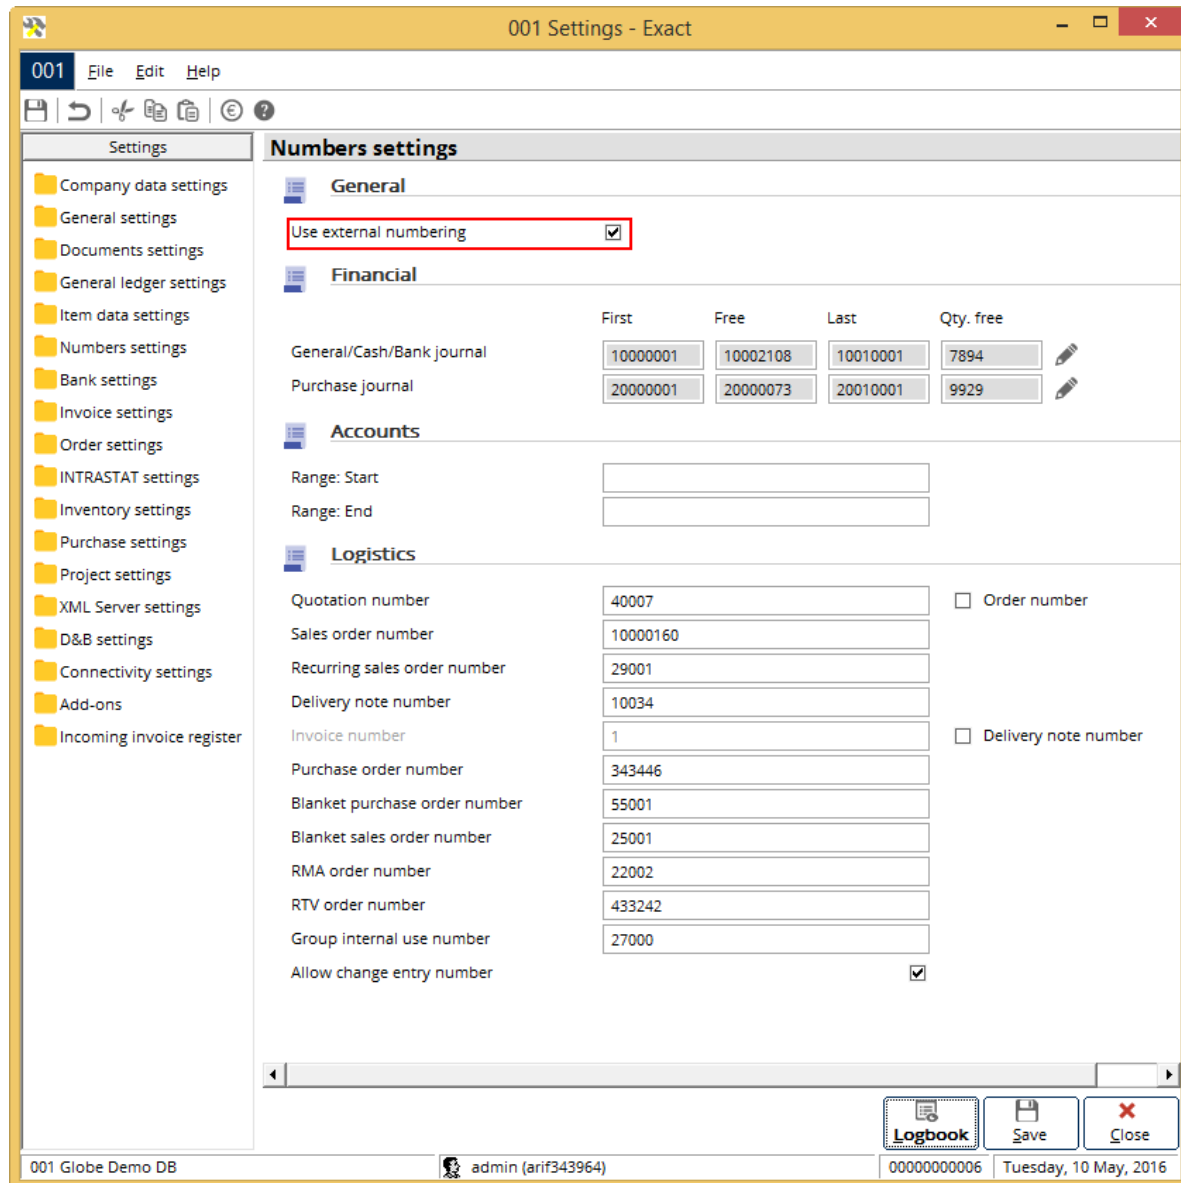 001 Settings - Exact
001 File Edit Help
Settings
Company data settings
General settings
Documents settings
General ledger settings
Item data settings
Numbers settings
Bank settings
Invoice settings
Order settings
INTRASTAT settings
Inventory settings
Purchase settings
Project settings
XML Server settings
D&B settings
Connectivity settings
Add-ons
Incoming invoice register
Numbers settings
General
Use external numbering
Financial
First Free Last Qty. free
General/Cash/Bank journal 10000001 10002108 10010001 7894
Purchase journal 20000001 20000073 20010001 9929
Accounts
Range: Start
Range: End
Logistics
Quotation number 40007 Order number
Sales order number 10000160
Recurring sales order number 29001
Delivery note number 10034
Invoice number 1 Delivery note number
Purchase order number 343446
Blanket purchase order number 55001
Blanket sales order number 25001
RMA order number 22002
RTV order number 433242
Group internal use number 27000
Allow change entry number
Logbook Save Close
001 Globe Demo DB admin (arif343964) 00000000006 Tuesday, 10 May, 2016